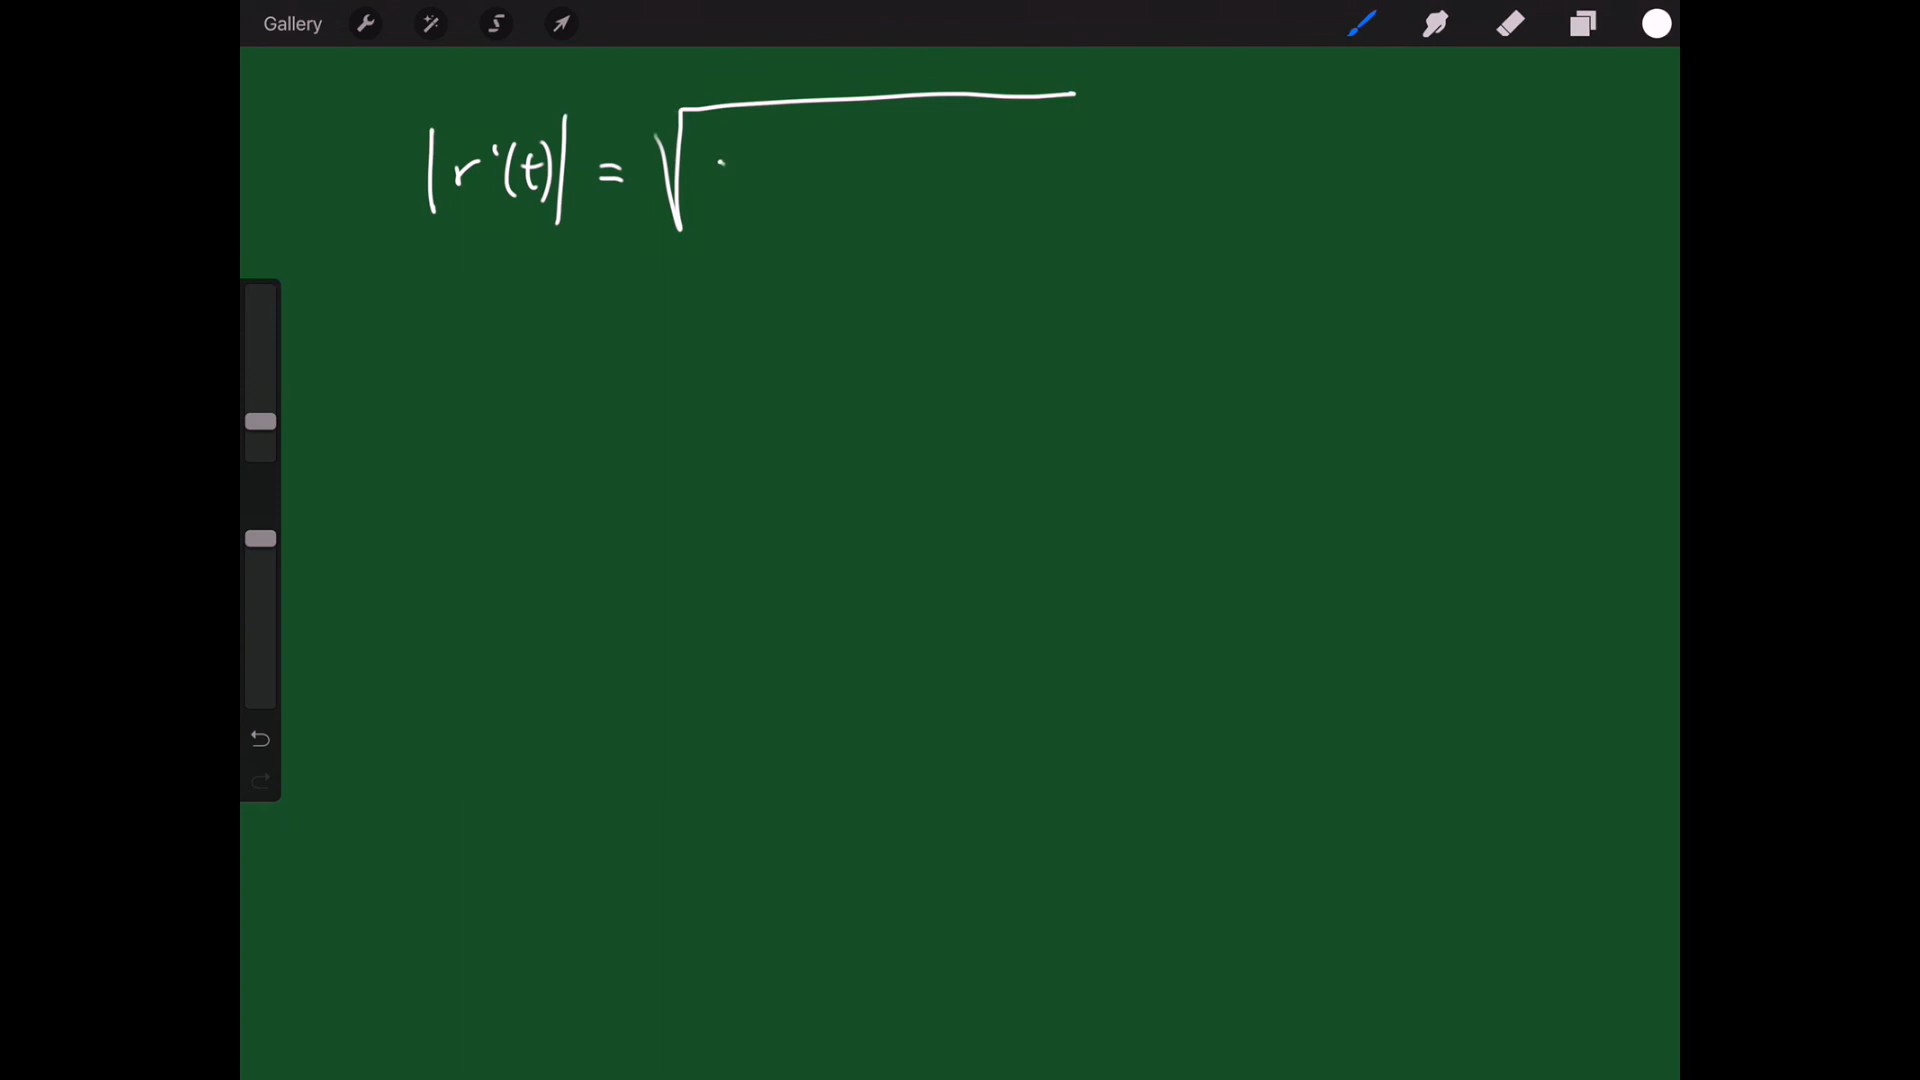 Gallery
|r'(t)| = √